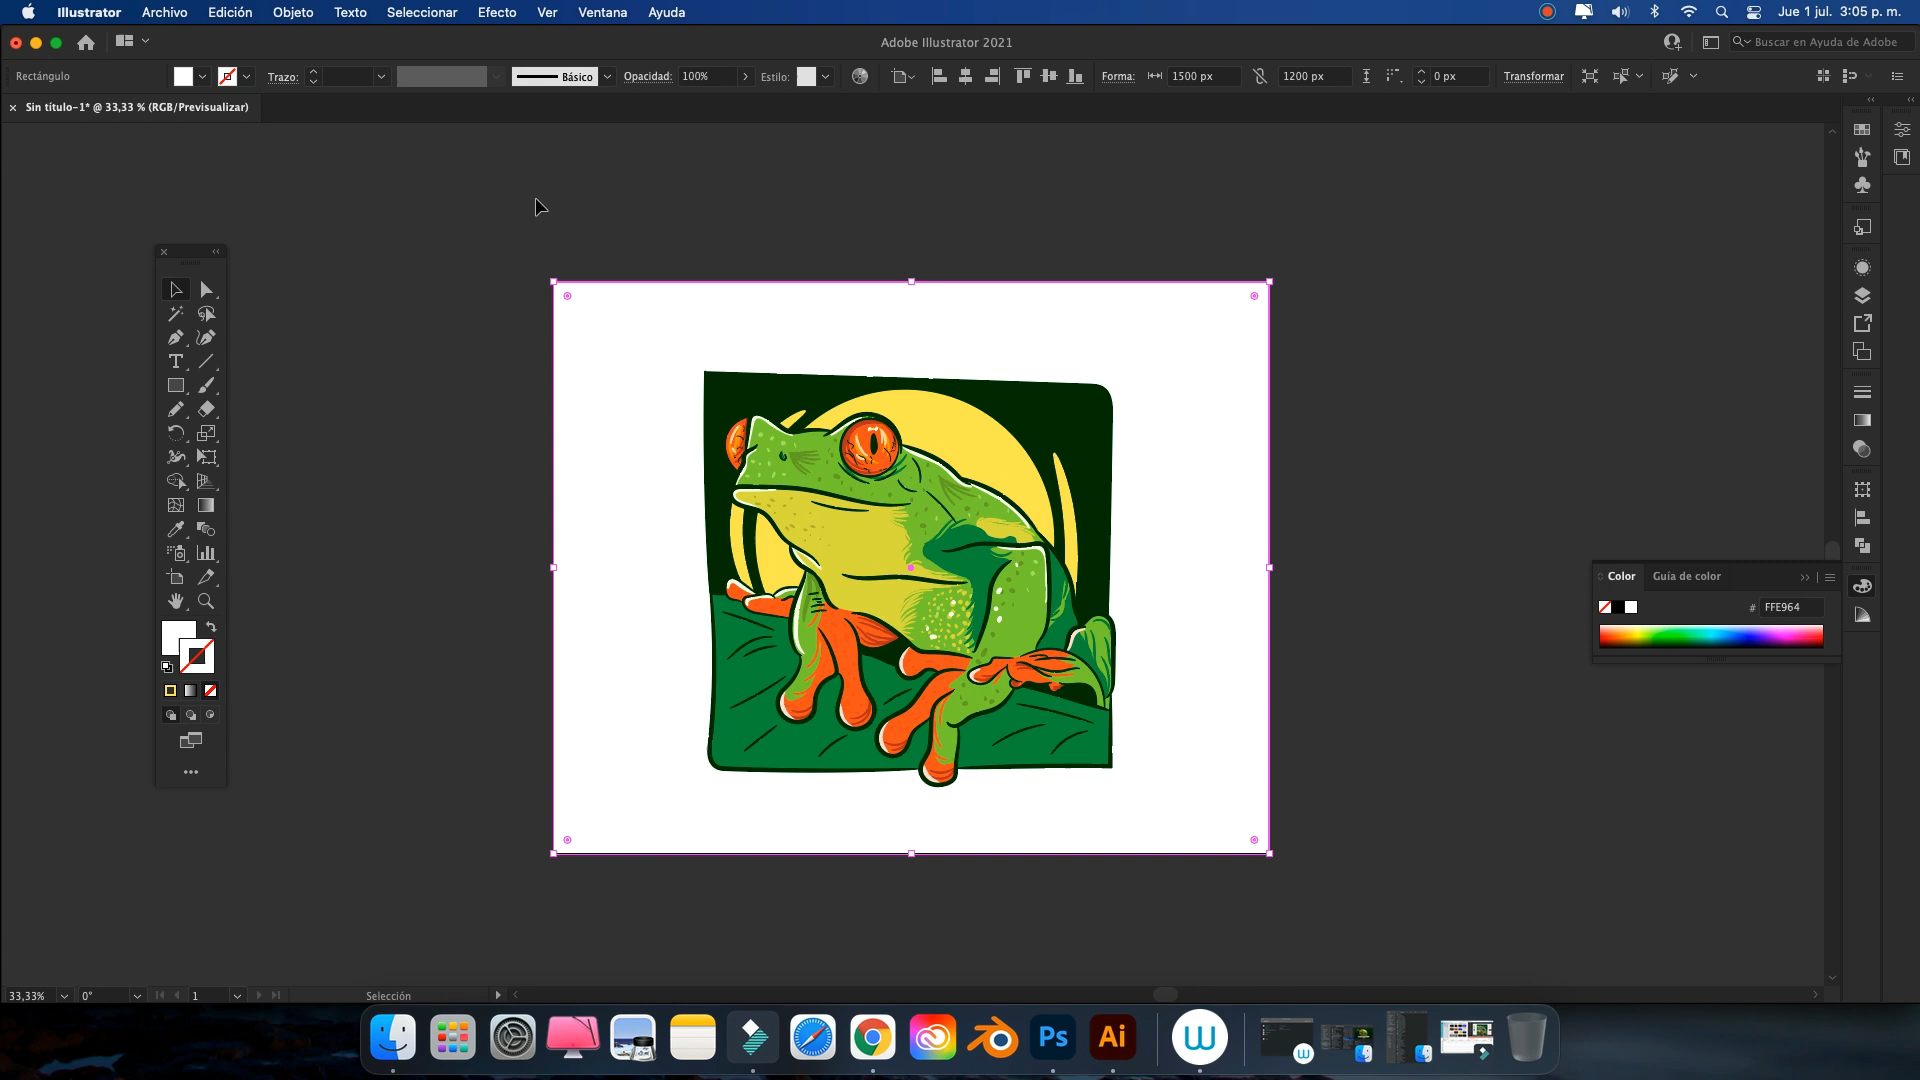 Illustrator Archivo Edición Objeto Texto Seleccionar Efecto Ver Ventana Ayuda Jue 1 jul. 3:05 p. m.
Adobe Illustrator 2021 Buscar en Ayuda de Adobe
Rectángulo Trazo: Básico Opacidad: 100% Estilo: Forma: 1500 px 1200 px 0 px Transformar
Sin título-1* @ 33,33 % (RGB/Previsualizar)
Color Guía de color
# FFE964
33,33% 0° 1 Selección
Ps Ai